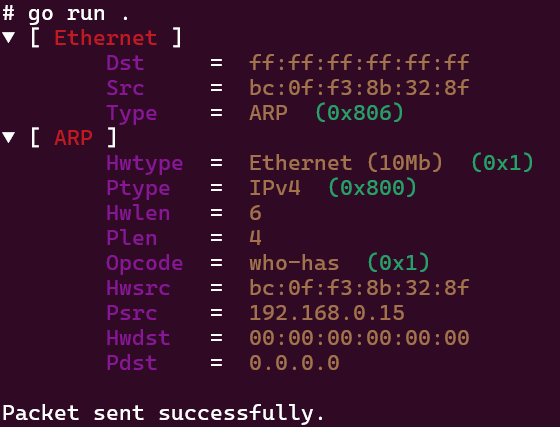 # go run .
▼ [ Ethernet ]
Dst = ff:ff:ff:ff:ff:ff
Src = bc:0f:f3:8b:32:8f
Type = ARP (0x806)
▼ [ ARP ]
Hwtype = Ethernet (10Mb) (0x1)
Ptype = IPv4 (0x800)
Hwlen = 6
Plen = 4
Opcode = who-has (0x1)
Hwsrc = bc:0f:f3:8b:32:8f
Psrc = 192.168.0.15
Hwdst = 00:00:00:00:00:00
Pdst = 0.0.0.0
Packet sent successfully.